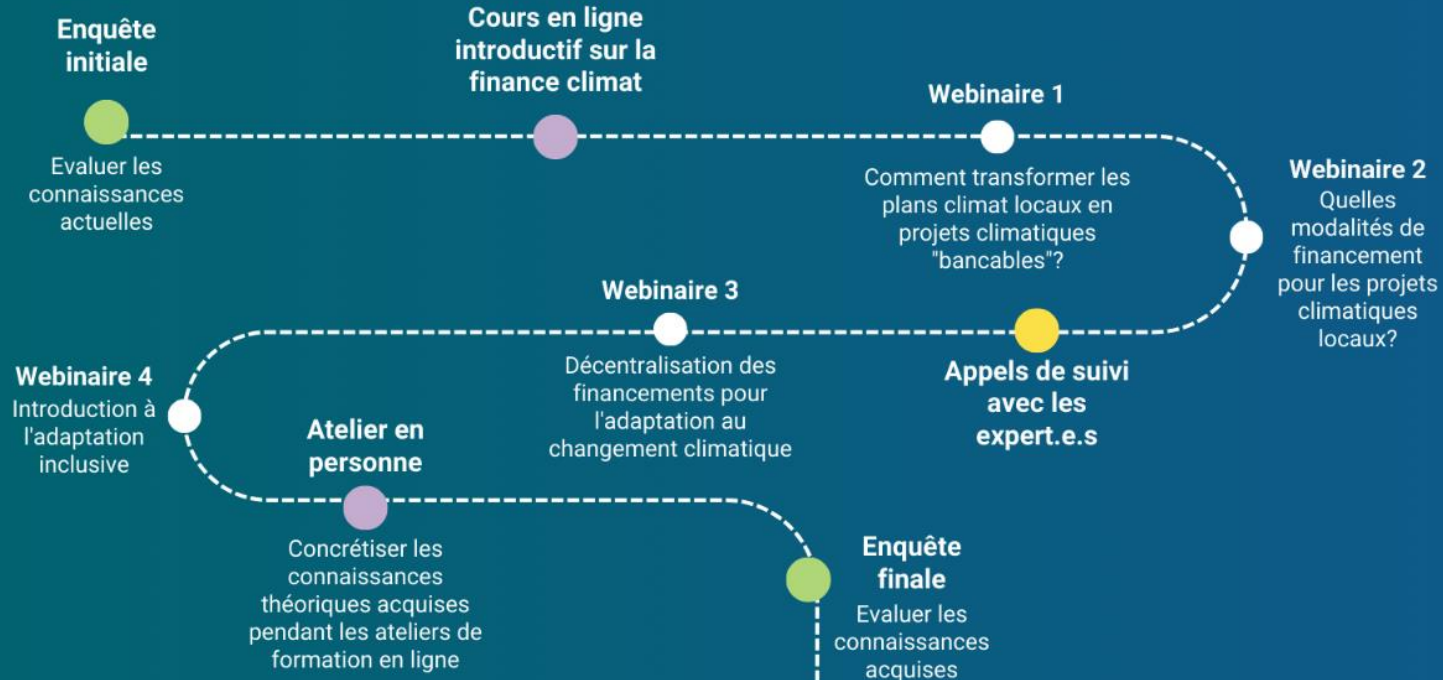 Enquête
initiale
Evaluer les
connaissances
actuelles
Cours en ligne
introductif sur la
finance climat
Webinaire 1
Comment transformer les
plans climat locaux en
projets climatiques
"bancables"?
Webinaire 2
Quelles
modalités de
financement
pour les projets
climatiques
locaux?
Appels de suivi
avec les
expert.e.s
Webinaire 3
Décentralisation des
financements pour
l'adaptation au
changement climatique
Webinaire 4
Introduction à
l'adaptation
inclusive
Atelier en
personne
Concrétiser les
connaissances
théoriques acquises
pendant les ateliers de
formation en ligne
Enquête
finale
Evaluer les
connaissances
acquises